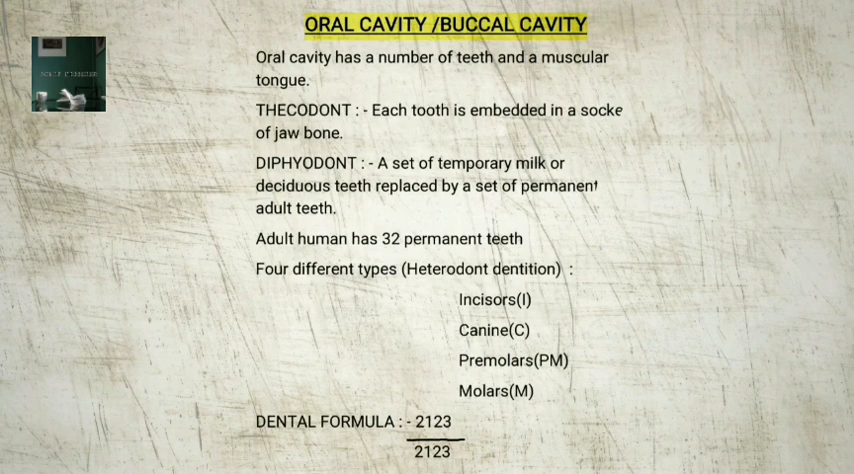 ORAL CAVITY /BUCCAL CAVITY
Oral cavity has a number of teeth and a muscular
tongue.
THECODONT : - Each tooth is embedded in a socke
of jaw bone.
DIPHYODONT : - A set of temporary milk or
deciduous teeth replaced by a set of permanent
adult teeth.
Adult human has 32 permanent teeth
Four different types (Heterodont dentition) :
Incisors(I)
Canine(C)
Premolars(PM)
Molars(M)
DENTAL FORMULA : - 2123
2123